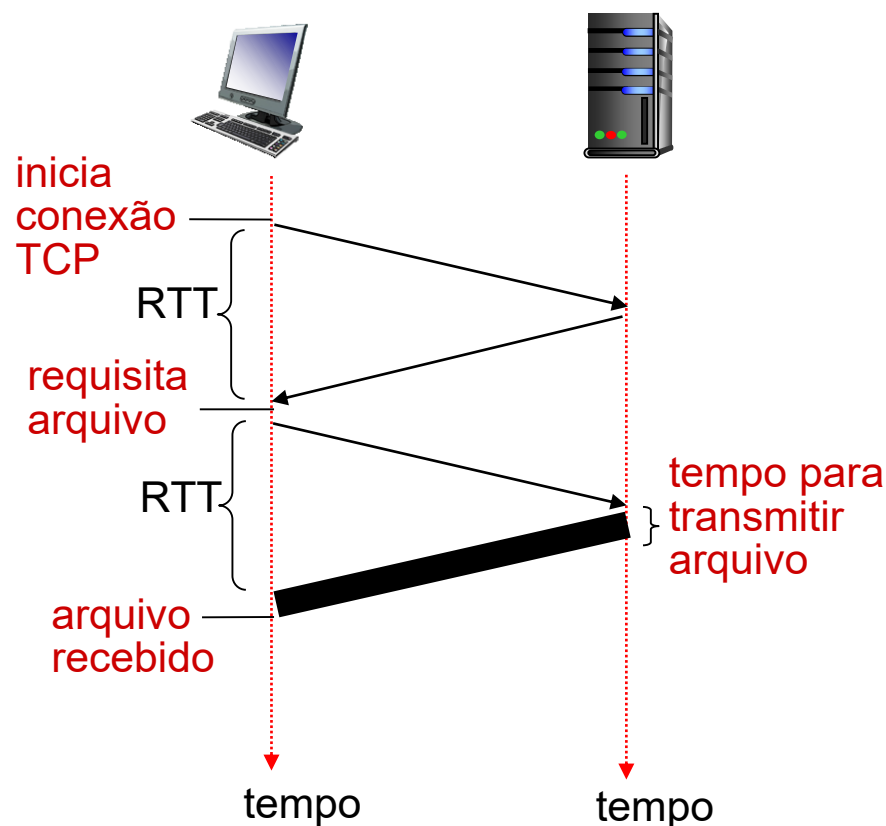 inicia
conexão
TCP
RTT
requisita
arquivo
RTT
tempo para
transmitir
arquivo
arquivo
recebido
tempo
tempo